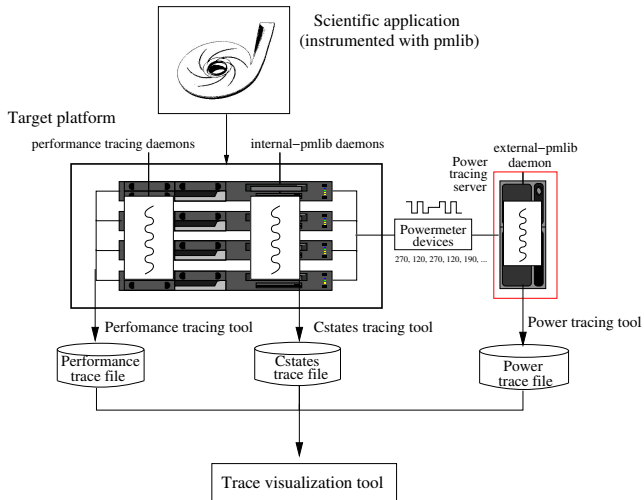 Scientific application
(instrumented with pmlib)
Target platform
performance tracing daemons
internal−pmlib daemons
external−pmlib
daemon
Power
tracing
server
Powermeter
devices
270, 120, 270, 120, 190, ...
Perfomance tracing tool
Cstates tracing tool
Power tracing tool
Performance
trace file
Cstates
trace file
Power
trace file
Trace visualization tool